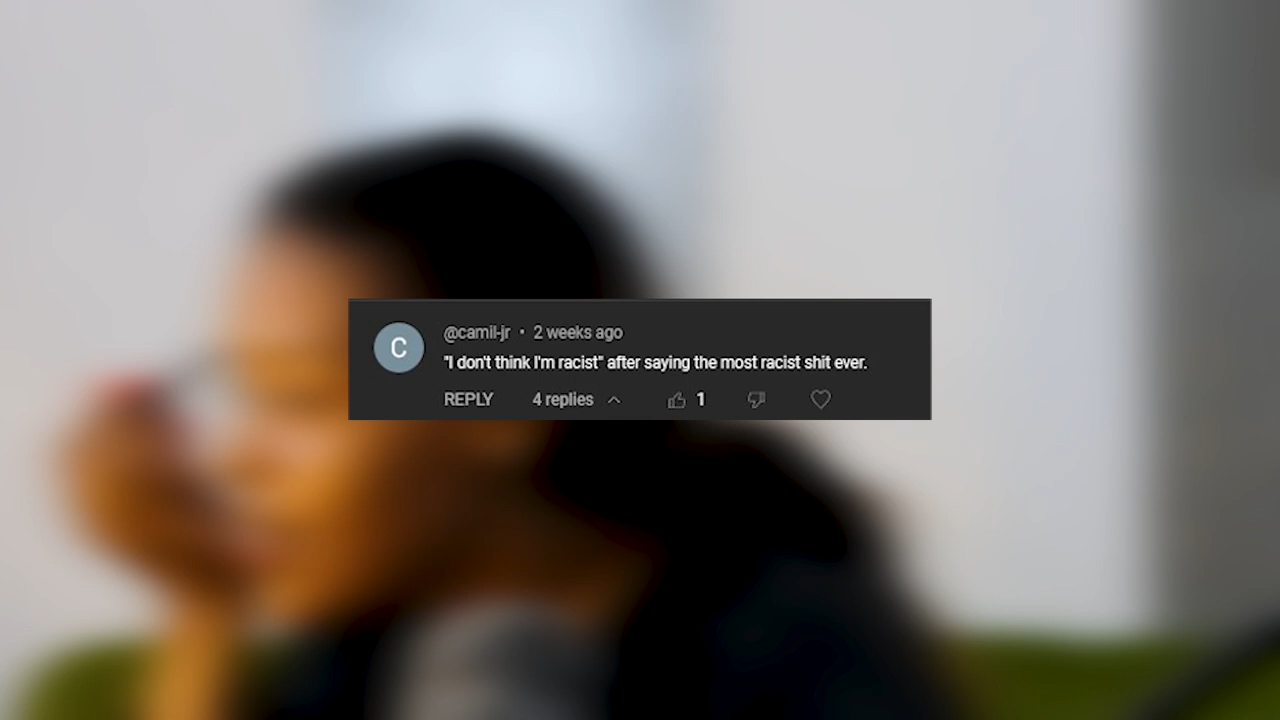 C
@camil-jr • 2 weeks ago
"I don't think I'm racist" after saying the most racist shit ever.
REPLY 4 replies 1